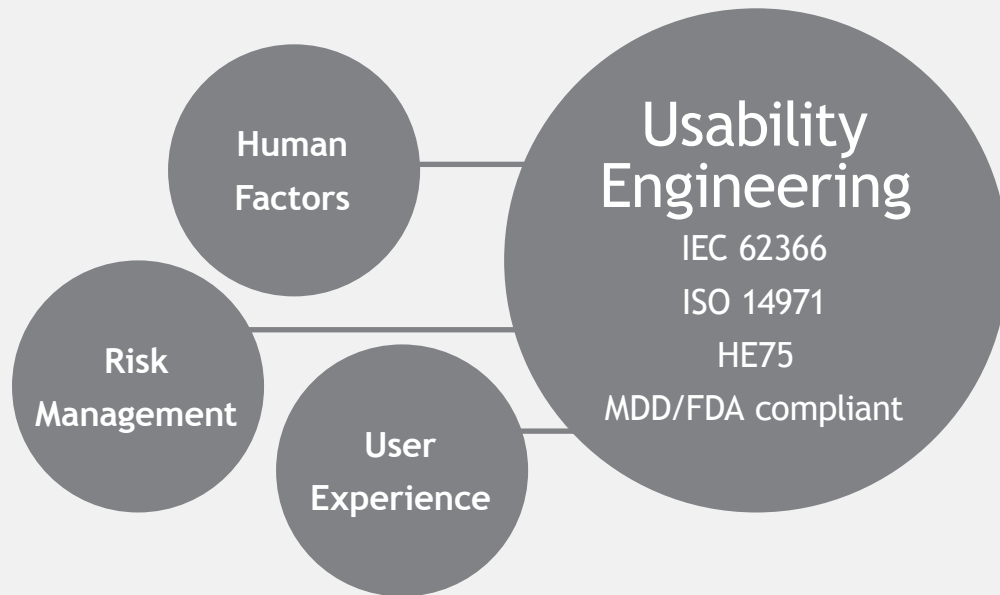 Human
Factors
Risk
Management
User
Experience
Usability
Engineering
IEC 62366
ISO 14971
HE75
MDD/FDA compliant